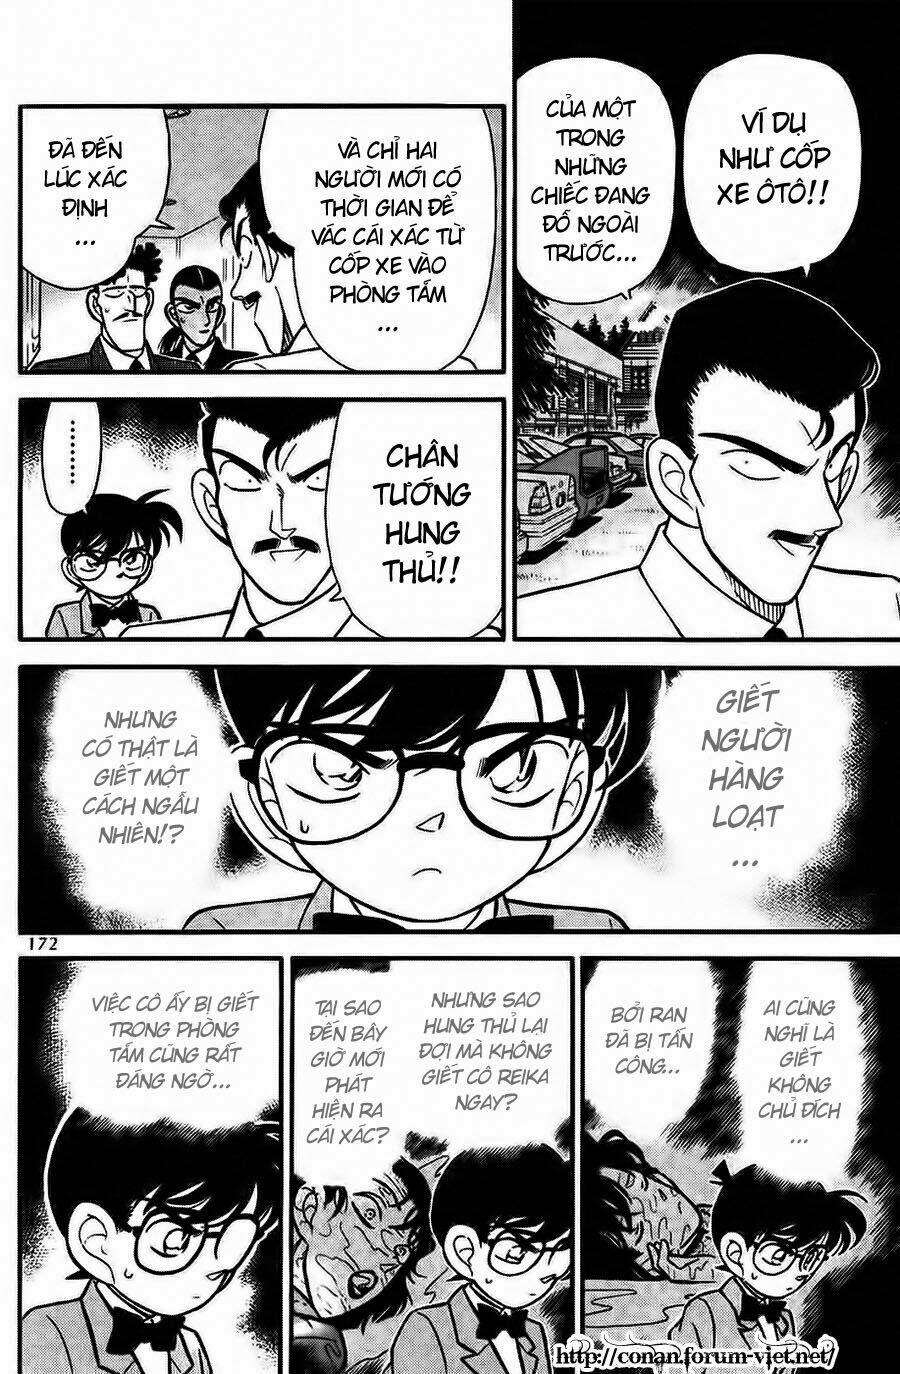 VÍ DỤ
NHƯ CỐP
XE ÔTÔ!!
CỦA MỘT
TRONG
NHỮNG
CHIẾC ĐANG
ĐỖ NGOÀI
TRƯỚC...
VÀ CHỈ HAI
NGƯỜI MỚI CÓ
THỜI GIAN ĐỂ
VÁC CÁI XÁC TỪ
CỐP XE VÀO
PHÒNG TẮM
...
ĐÃ ĐẾN
LÚC XÁC
ĐỊNH
...
CHÂN
TƯỚNG
HUNG
THỦ!!
.........
GIẾT
NGƯỜI
HÀNG
LOẠT
...
NHƯNG
CÓ THẬT LÀ
GIẾT MỘT
CÁCH NGẪU
NHIÊN!?
172
AI CŨNG
NGHĨ LÀ
GIẾT
KHÔNG
CHỦ ĐÍCH
...
BỞI RAN
ĐÃ BỊ TẤN
CÔNG...
NHƯNG SAO
HUNG THỦ LẠI
ĐỢI MÀ KHÔNG
GIẾT CÔ REIKA
NGAY?
TẠI SAO
ĐẾN BÂY
GIỜ MỚI
PHÁT
HIỆN RA
CÁI XÁC?
VIỆC CÔ ẤY BỊ GIẾT
TRONG PHÒNG
TẮM CŨNG RẤT
ĐÁNG NGỜ...
http://conan.forum-viet.net/